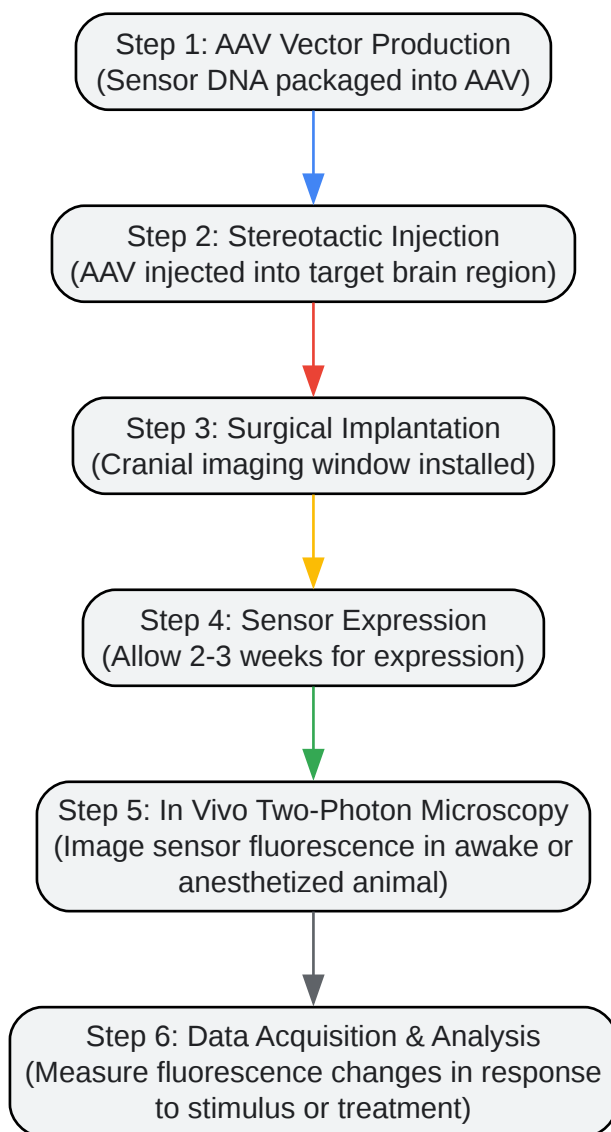 Step 1: AAV Vector Production
(Sensor DNA packaged into AAV)
Step 2: Stereotactic Injection
(AAV injected into target brain region)
Step 3: Surgical Implantation
(Cranial imaging window installed)
Step 4: Sensor Expression
(Allow 2-3 weeks for expression)
Step 5: In Vivo Two-Photon Microscopy
(Image sensor fluorescence in awake or
anesthetized animal)
Step 6: Data Acquisition & Analysis
(Measure fluorescence changes in response
to stimulus or treatment)